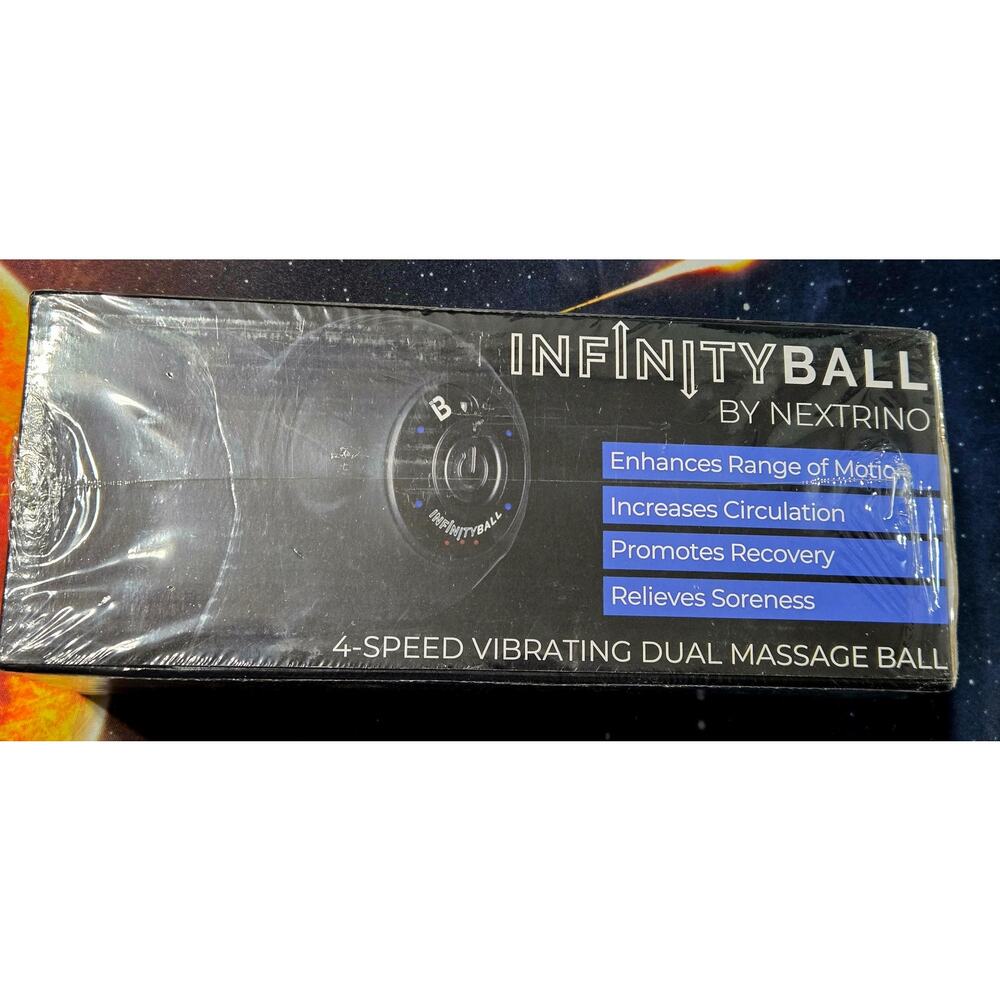 INFINITYBALL
BY NEXTRINO
Enhances Range of Motion
Increases Circulation
Promotes Recovery
Relieves Soreness
B
INFINITYBALL
4-SPEED VIBRATING DUAL MASSAGE BALL